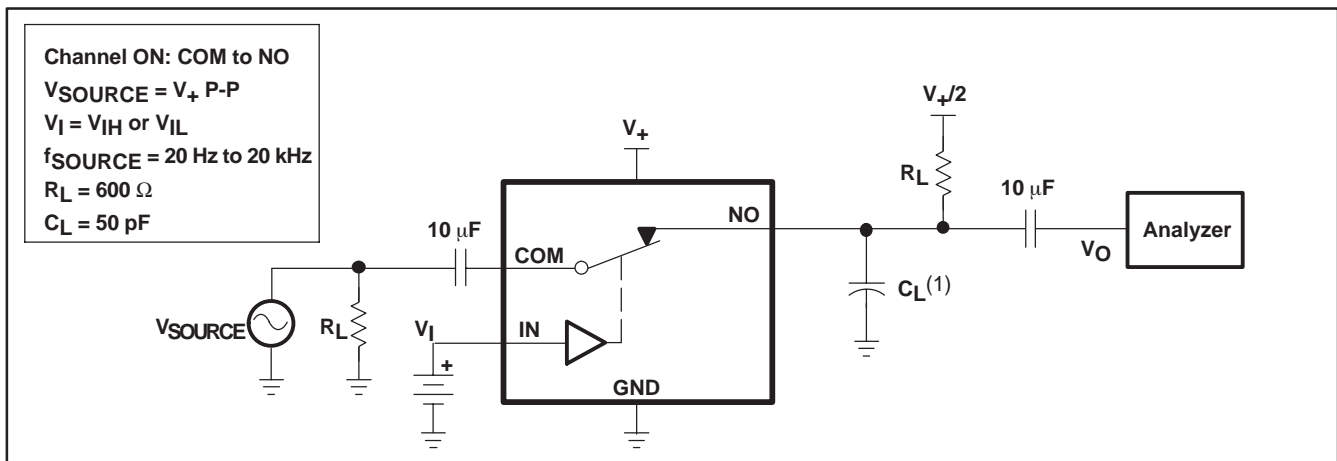 Channel ON: COM to NO
VSOURCE = V+ P-P
VI = VIH or VIL
fSOURCE = 20 Hz to 20 kHz
RL = 600 Ω
CL = 50 pF
V+
V+/2
RL
10 μF
NO
10 μF
COM
Analyzer
VO
CL(1)
VSOURCE
RL
VI
IN
+
GND